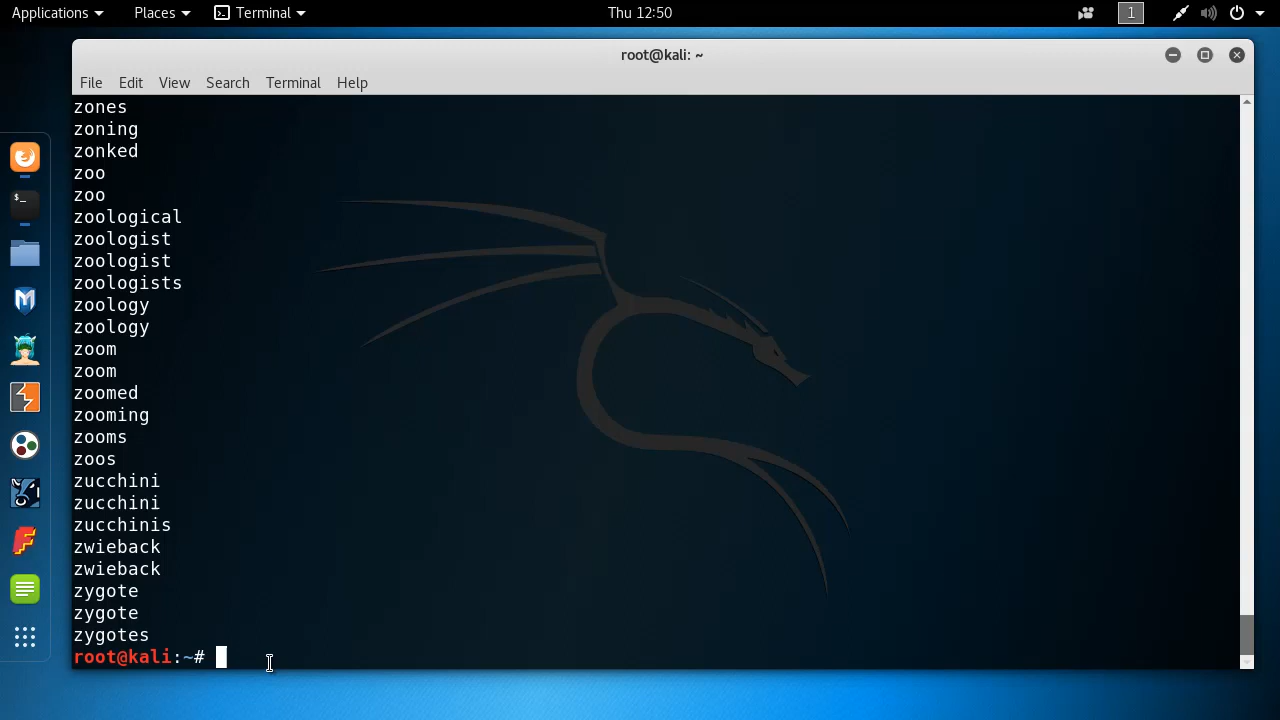 Applications Places Terminal Thu 12:50 1
root@kali: ~
File Edit View Search Terminal Help
zones
zoning
zonked
zoo
zoo
zoological
zoologist
zoologist
zoologists
zoology
zoology
zoom
zoom
zoomed
zooming
zooms
zoos
zucchini
zucchini
zucchinis
zwieback
zwieback
zygote
zygote
zygotes
root@kali:~#